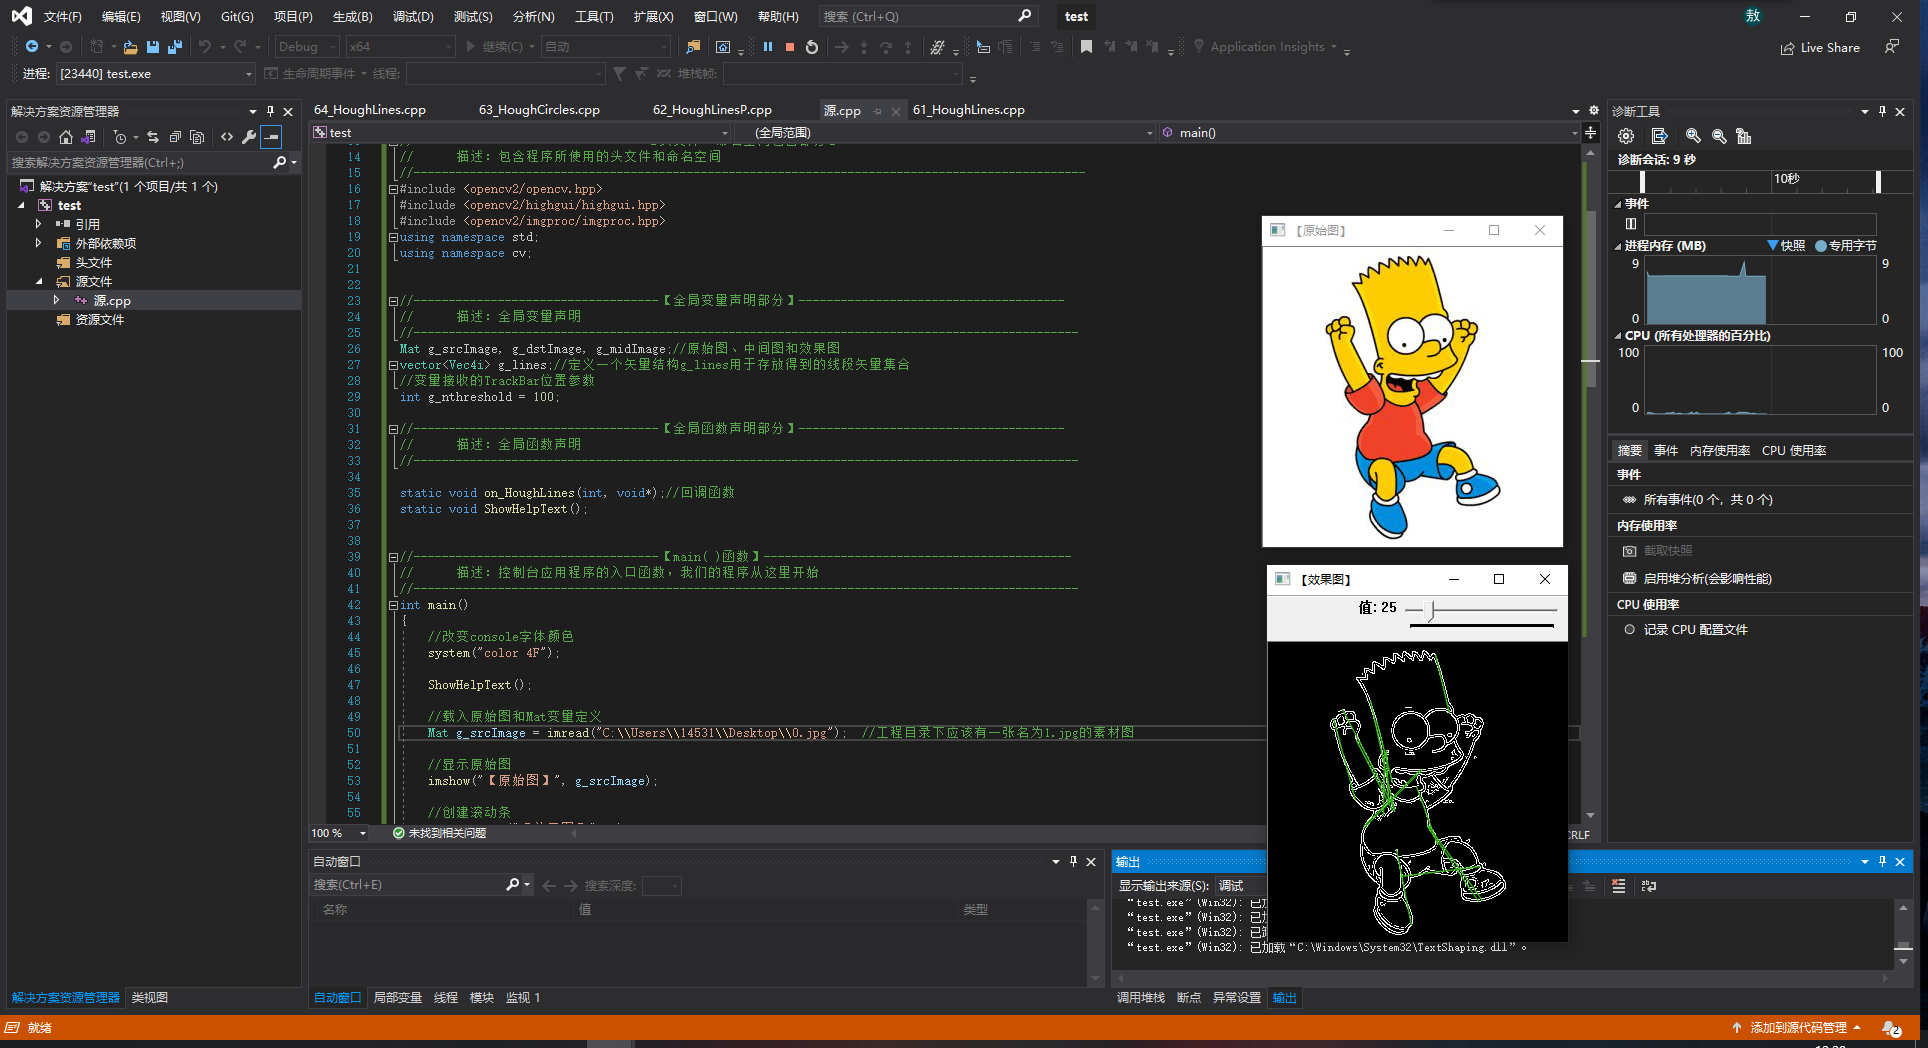 文件(F) 编辑(E) 视图(V) Git(G) 项目(P) 生成(B) 调试(D) 测试(S) 分析(N) 工具(T) 扩展(X) 窗口(W) 帮助(H) 搜索 (Ctrl+Q) test 敖
Debug x64 继续(C) 自动 Application Insights Live Share
进程: [23440] test.exe 生命周期事件 线程: 堆栈帧:
解决方案资源管理器
搜索解决方案资源管理器(Ctrl+;)
解决方案"test"(1 个项目/共 1 个)
test
引用
外部依赖项
头文件
源文件
源.cpp
资源文件
解决方案资源管理器 类视图
64_HoughLines.cpp 63_HoughCircles.cpp 62_HoughLinesP.cpp 源.cpp 61_HoughLines.cpp
test (全局范围) main()
14 // 描述：包含程序所使用的头文件和命名空间
15 //------------------------------------------------------------------------------------------------
16 #include <opencv2/opencv.hpp>
17 #include <opencv2/highgui/highgui.hpp>
18 #include <opencv2/imgproc/imgproc.hpp>
19 using namespace std;
20 using namespace cv;
21
22
23 //-----------------------------------【全局变量声明部分】--------------------------------------
24 // 描述：全局变量声明
25 //-----------------------------------------------------------------------------------------------
26 Mat g_srcImage, g_dstImage, g_midImage;//原始图、中间图和效果图
27 vector<Vec4i> g_lines;//定义一个矢量结构g_lines用于存放得到的线段矢量集合
28 //变量接收的TrackBar位置参数
29 int g_nthreshold = 100;
30
31 //-----------------------------------【全局函数声明部分】--------------------------------------
32 // 描述：全局函数声明
33 //-----------------------------------------------------------------------------------------------
34
35 static void on_HoughLines(int, void*);//回调函数
36 static void ShowHelpText();
37
38
39 //-----------------------------------【main( )函数】--------------------------------------------
40 // 描述：控制台应用程序的入口函数，我们的程序从这里开始
41 //-----------------------------------------------------------------------------------------------
42 int main()
43 {
44 //改变console字体颜色
45 system("color 4F");
46
47 ShowHelpText();
48
49 //载入原始图和Mat变量定义
50 Mat g_srcImage = imread("C:\\Users\\14531\\Desktop\\0.jpg"); //工程目录下应该有一张名为1.jpg的素材图
51
52 //显示原始图
53 imshow("【原始图】", g_srcImage);
54
55 //创建滚动条
100 % 未找到相关问题 CRLF
【原始图】
【效果图】
值: 25
诊断工具
诊断会话: 9 秒
10秒
事件
进程内存 (MB) 快照 专用字节
9 9
0 0
CPU (所有处理器的百分比)
100 100
0 0
摘要 事件 内存使用率 CPU 使用率
事件
所有事件(0 个，共 0 个)
内存使用率
截取快照
启用堆分析(会影响性能)
CPU 使用率
记录 CPU 配置文件
自动窗口
搜索(Ctrl+E) 搜索深度:
名称 值 类型
自动窗口 局部变量 线程 模块 监视 1
输出
显示输出来源(S): 调试
“test.exe”(Win32): 已加
“test.exe”(Win32): 已加
“test.exe”(Win32): 已卸
“test.exe”(Win32): 已加载“C:\Windows\System32\TextShaping.dll”。
调用堆栈 断点 异常设置 输出
就绪 添加到源代码管理 2